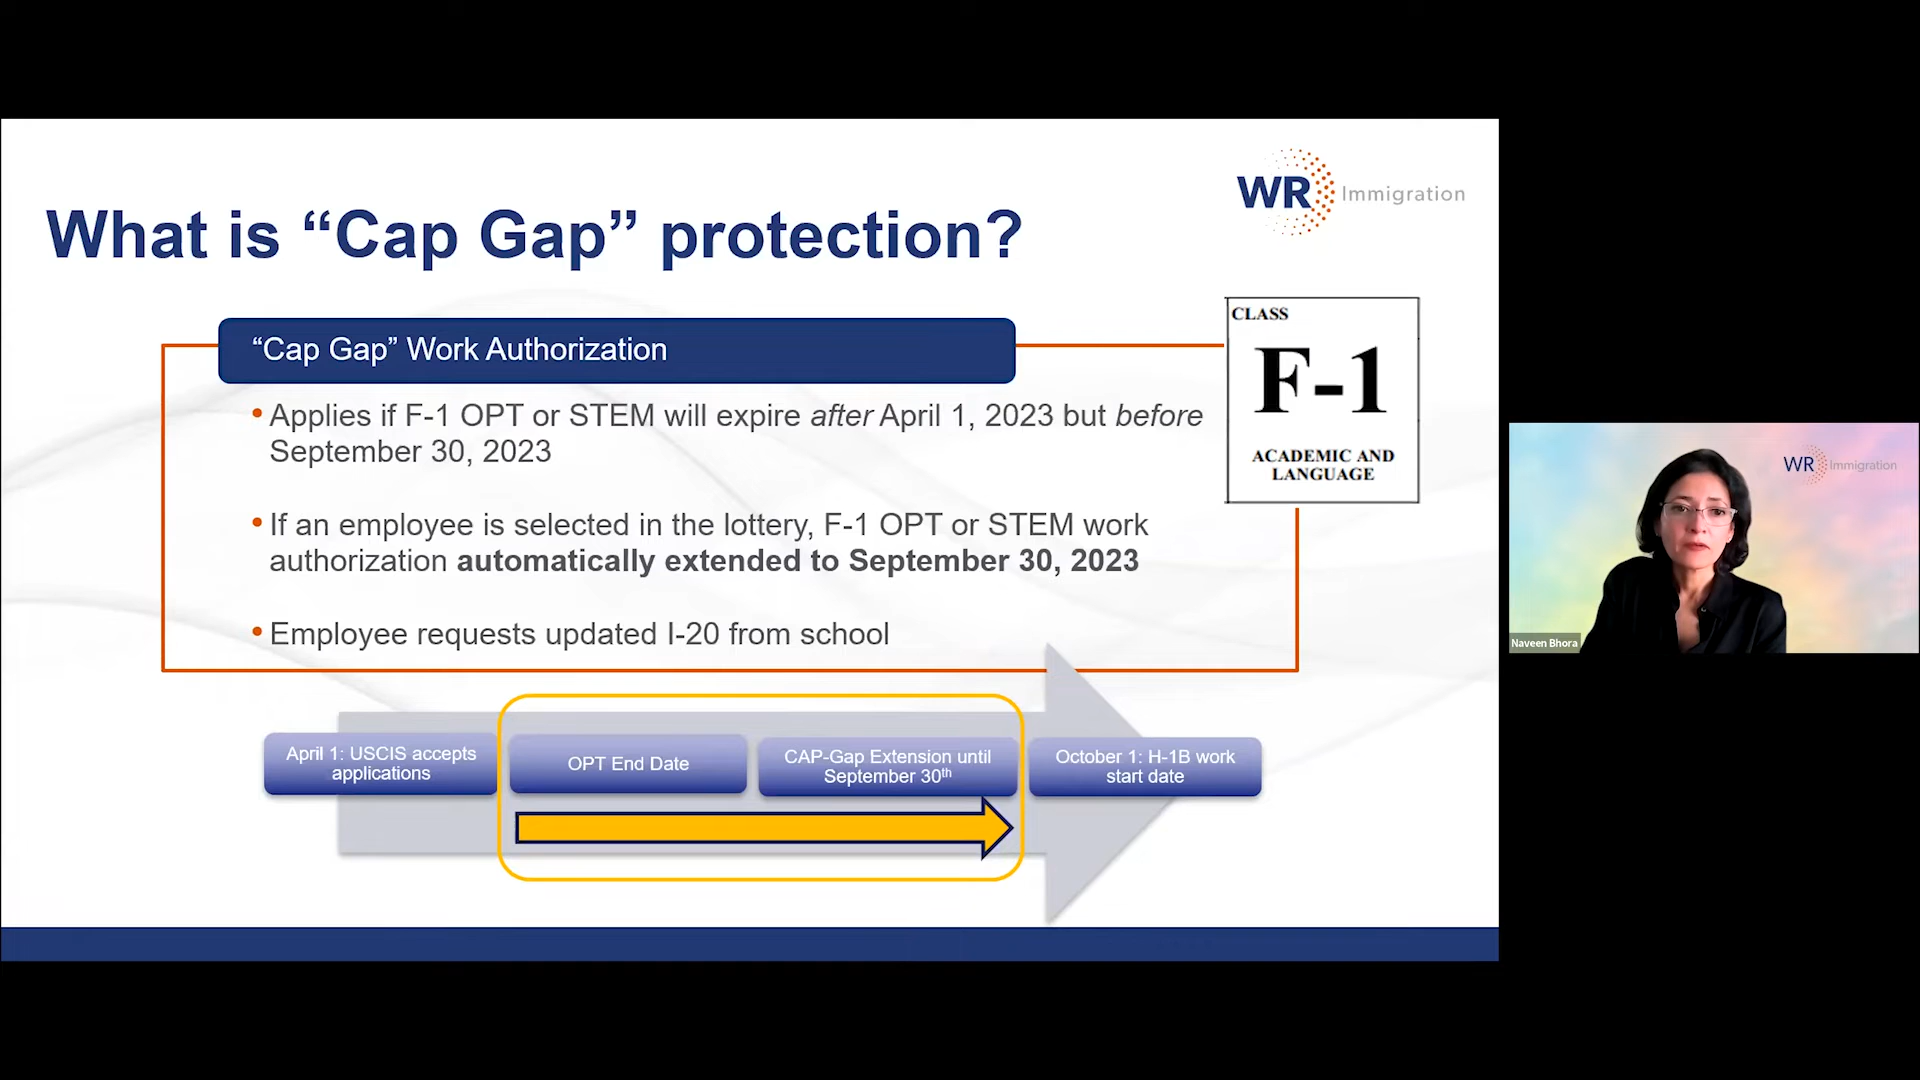 WR Immigration
What is “Cap Gap” protection?
“Cap Gap” Work Authorization
• Applies if F-1 OPT or STEM will expire after April 1, 2023 but before
September 30, 2023
• If an employee is selected in the lottery, F-1 OPT or STEM work
authorization automatically extended to September 30, 2023
• Employee requests updated I-20 from school
CLASS
F-1
ACADEMIC AND
LANGUAGE
April 1: USCIS accepts
applications
OPT End Date
CAP-Gap Extension until
September 30th
October 1: H-1B work
start date
WR Immigration
Naveen Bhora